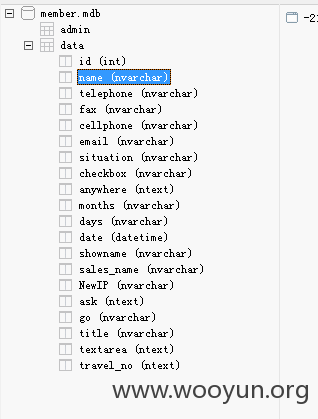 member.mdb
admin
data
id (int)
name (nvarchar)
telephone (nvarchar)
fax (nvarchar)
cellphone (nvarchar)
email (nvarchar)
situation (nvarchar)
checkbox (nvarchar)
anywhere (ntext)
months (nvarchar)
days (nvarchar)
date (datetime)
showname (nvarchar)
sales_name (nvarchar)
NewIP (nvarchar)
ask (ntext)
go (nvarchar)
title (nvarchar)
textarea (ntext)
travel_no (ntext)
www.wooyun.org